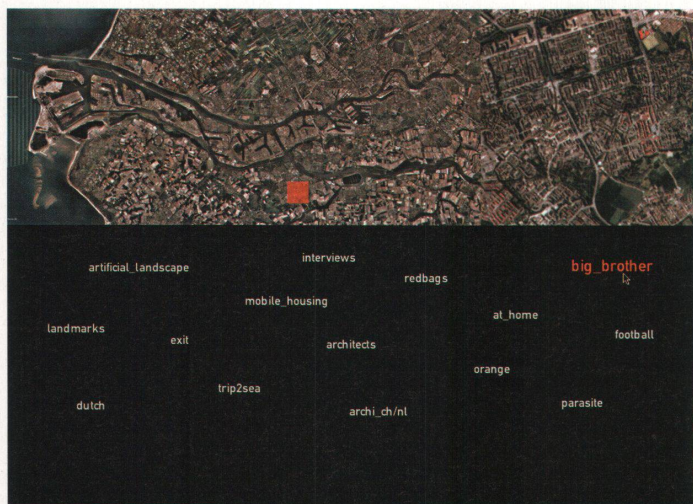 interviews
artificial_landscape
big_brother
redbags
mobile_housing
at_home
landmarks
football
exit
architects
orange
trip2sea
dutch
parasite
archi_ch/nl